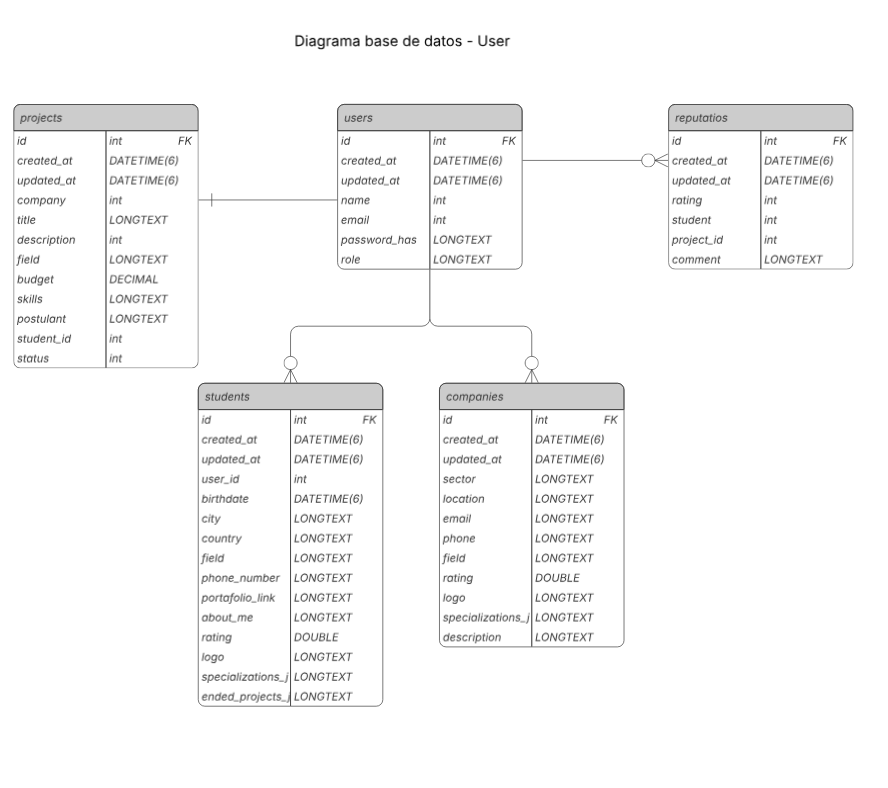 Diagrama base de datos - User
projects
id int FK
created_at DATETIME(6)
updated_at DATETIME(6)
company int
title LONGTEXT
description int
field LONGTEXT
budget DECIMAL
skills LONGTEXT
postulant LONGTEXT
student_id int
status int
users
id int FK
created_at DATETIME(6)
updated_at DATETIME(6)
name int
email int
password_has LONGTEXT
role LONGTEXT
reputatios
id int FK
created_at DATETIME(6)
updated_at DATETIME(6)
rating int
student int
project_id int
comment LONGTEXT
students
id int FK
created_at DATETIME(6)
updated_at DATETIME(6)
user_id int
birthdate DATETIME(6)
city LONGTEXT
country LONGTEXT
field LONGTEXT
phone_number LONGTEXT
portafolio_link LONGTEXT
about_me LONGTEXT
rating DOUBLE
logo LONGTEXT
specializations_j LONGTEXT
ended_projects_j LONGTEXT
companies
id int FK
created_at DATETIME(6)
updated_at DATETIME(6)
sector LONGTEXT
location LONGTEXT
email LONGTEXT
phone LONGTEXT
field LONGTEXT
rating DOUBLE
logo LONGTEXT
specializations_j LONGTEXT
description LONGTEXT